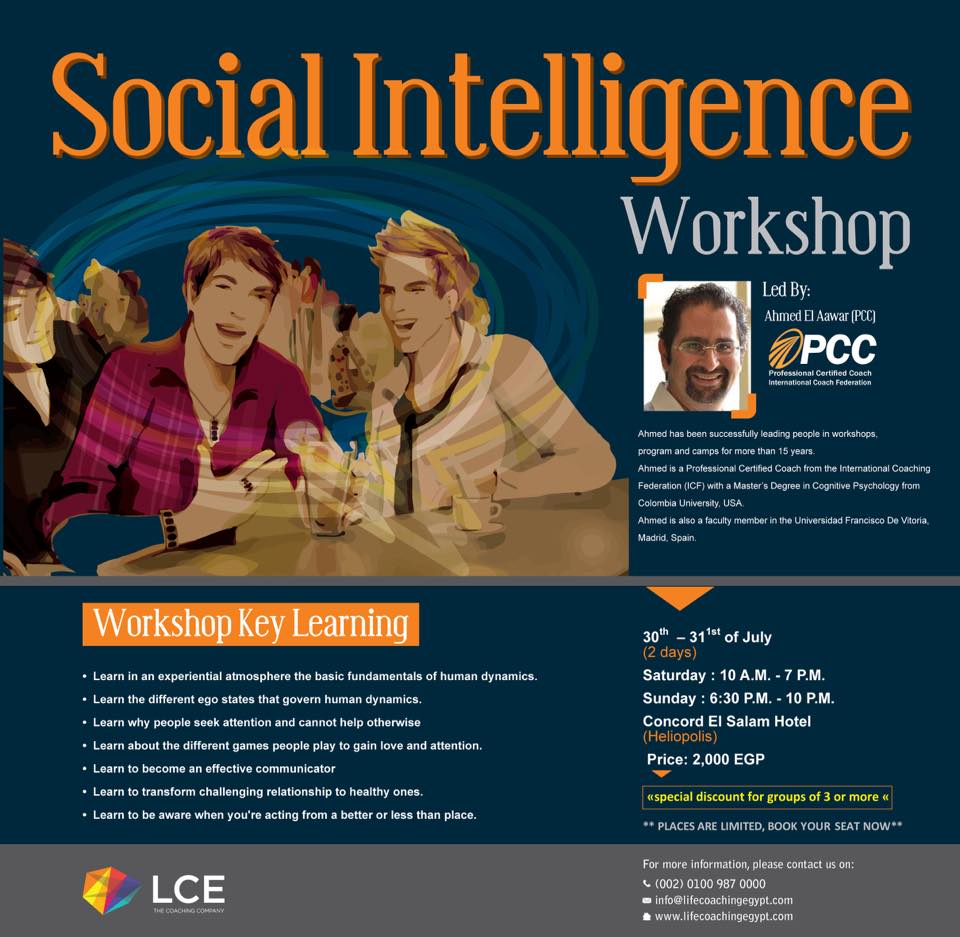 Social Intelligence
Workshop
Led By:
Ahmed El Aawar (PCC)
PCC
Professional Certified Coach
International Coach Federation
Ahmed has been successfully leading people in workshops,
program and camps for more than 15 years.
Ahmed is a Professional Certified Coach from the International Coaching
Federation (ICF) with a Master's Degree in Cognitive Psychology from
Colombia University, USA.
Ahmed is also a faculty member in the Universidad Francisco De Vitoria,
Madrid, Spain.
Workshop Key Learning
• Learn in an experiential atmosphere the basic fundamentals of human dynamics.
• Learn the different ego states that govern human dynamics.
• Learn why people seek attention and cannot help otherwise
• Learn about the different games people play to gain love and attention.
• Learn to become an effective communicator
• Learn to transform challenging relationship to healthy ones.
• Learn to be aware when you're acting from a better or less than place.
30th – 311st of July
(2 days)
Saturday : 10 A.M. - 7 P.M.
Sunday : 6:30 P.M. - 10 P.M.
Concord El Salam Hotel
(Heliopolis)
Price: 2,000 EGP
«special discount for groups of 3 or more «
** PLACES ARE LIMITED, BOOK YOUR SEAT NOW**
LCE
THE COACHING COMPANY
For more information, please contact us on:
(002) 0100 987 0000
info@lifecoachingegypt.com
www.lifecoachingegypt.com